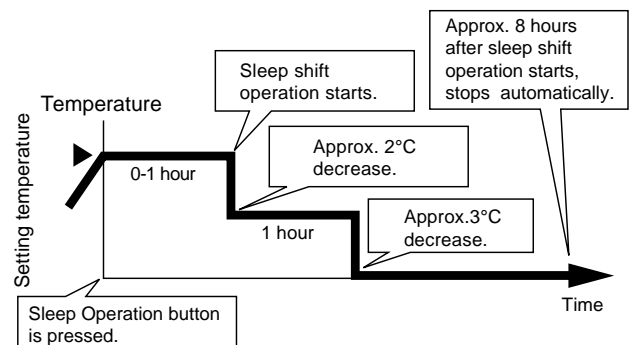 Approx. 8 hours
after sleep shift
operation starts,
stops automatically.
Sleep shift
operation starts.
Temperature
Setting temperature
0-1 hour
Approx. 2°C
decrease.
1 hour
Approx.3°C
decrease.
Time
Sleep Operation button
is pressed.